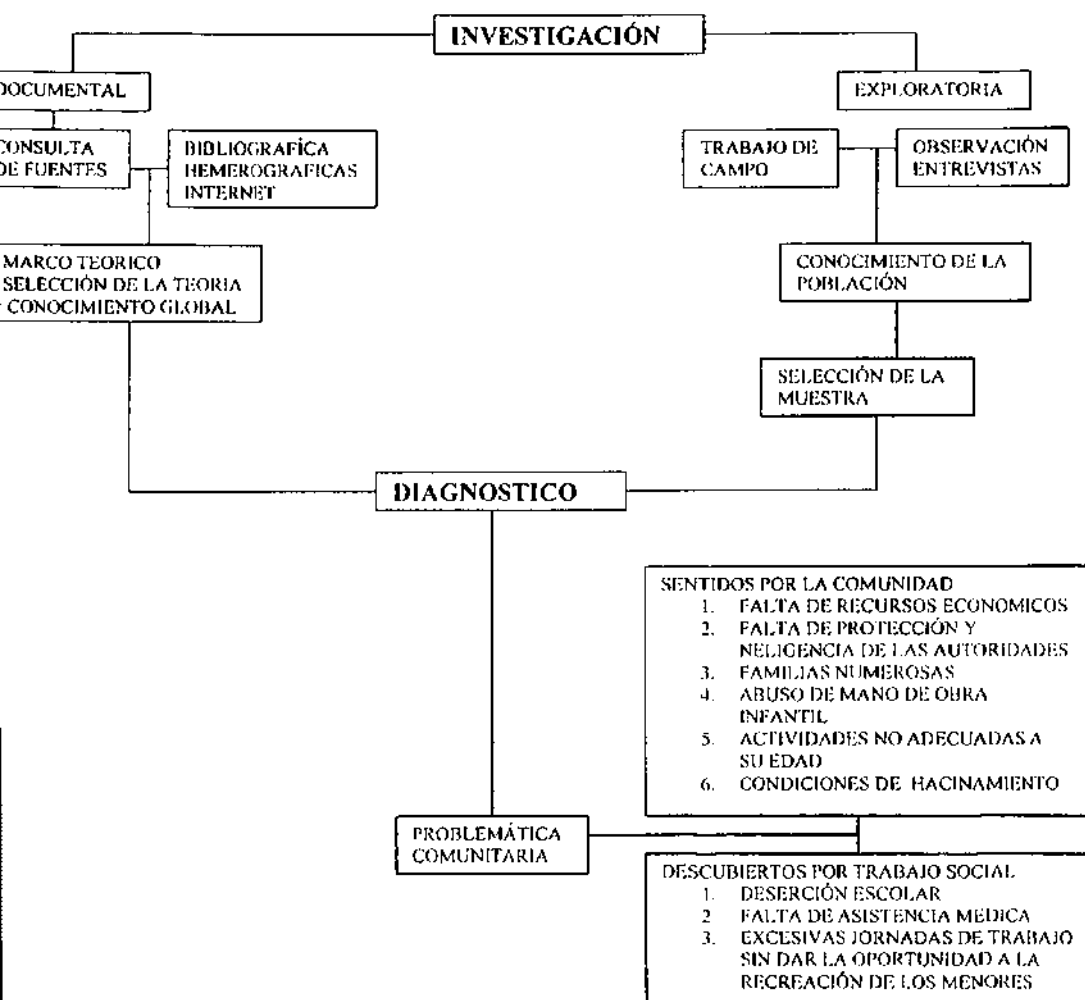 INVESTIGACIÓN
DOCUMENTAL
EXPLORATORIA
CONSULTA
DE FUENTES
BIBLIOGRAFÍCA
HEMEROGRAFICAS
INTERNET
TRABAJO DE
CAMPO
OBSERVACIÓN
ENTREVISTAS
MARCO TEORICO
SELECCIÓN DE LA TEORIA
CONOCIMIENTO GLOBAL
CONOCIMIENTO DE LA
POBLACIÓN
SELECCIÓN DE LA
MUESTRA
DIAGNOSTICO
SENTIDOS POR LA COMUNIDAD
1. FALTA DE RECURSOS ECONOMICOS
2. FALTA DE PROTECCIÓN Y
NELIGENCIA DE LAS AUTORIDADES
3. FAMILIAS NUMEROSAS
4. ABUSO DE MANO DE OBRA
INFANTIL
5. ACTIVIDADES NO ADECUADAS A
SU EDAD
6. CONDICIONES DE HACINAMIENTO
PROBLEMÁTICA
COMUNITARIA
DESCUBIERTOS POR TRABAJO SOCIAL
1. DESERCIÓN ESCOLAR
2 FALTA DE ASISTENCIA MEDICA
3. EXCESIVAS JORNADAS DE TRABAJO
SIN DAR LA OPORTUNIDAD A LA
RECREACIÓN DE LOS MENORES